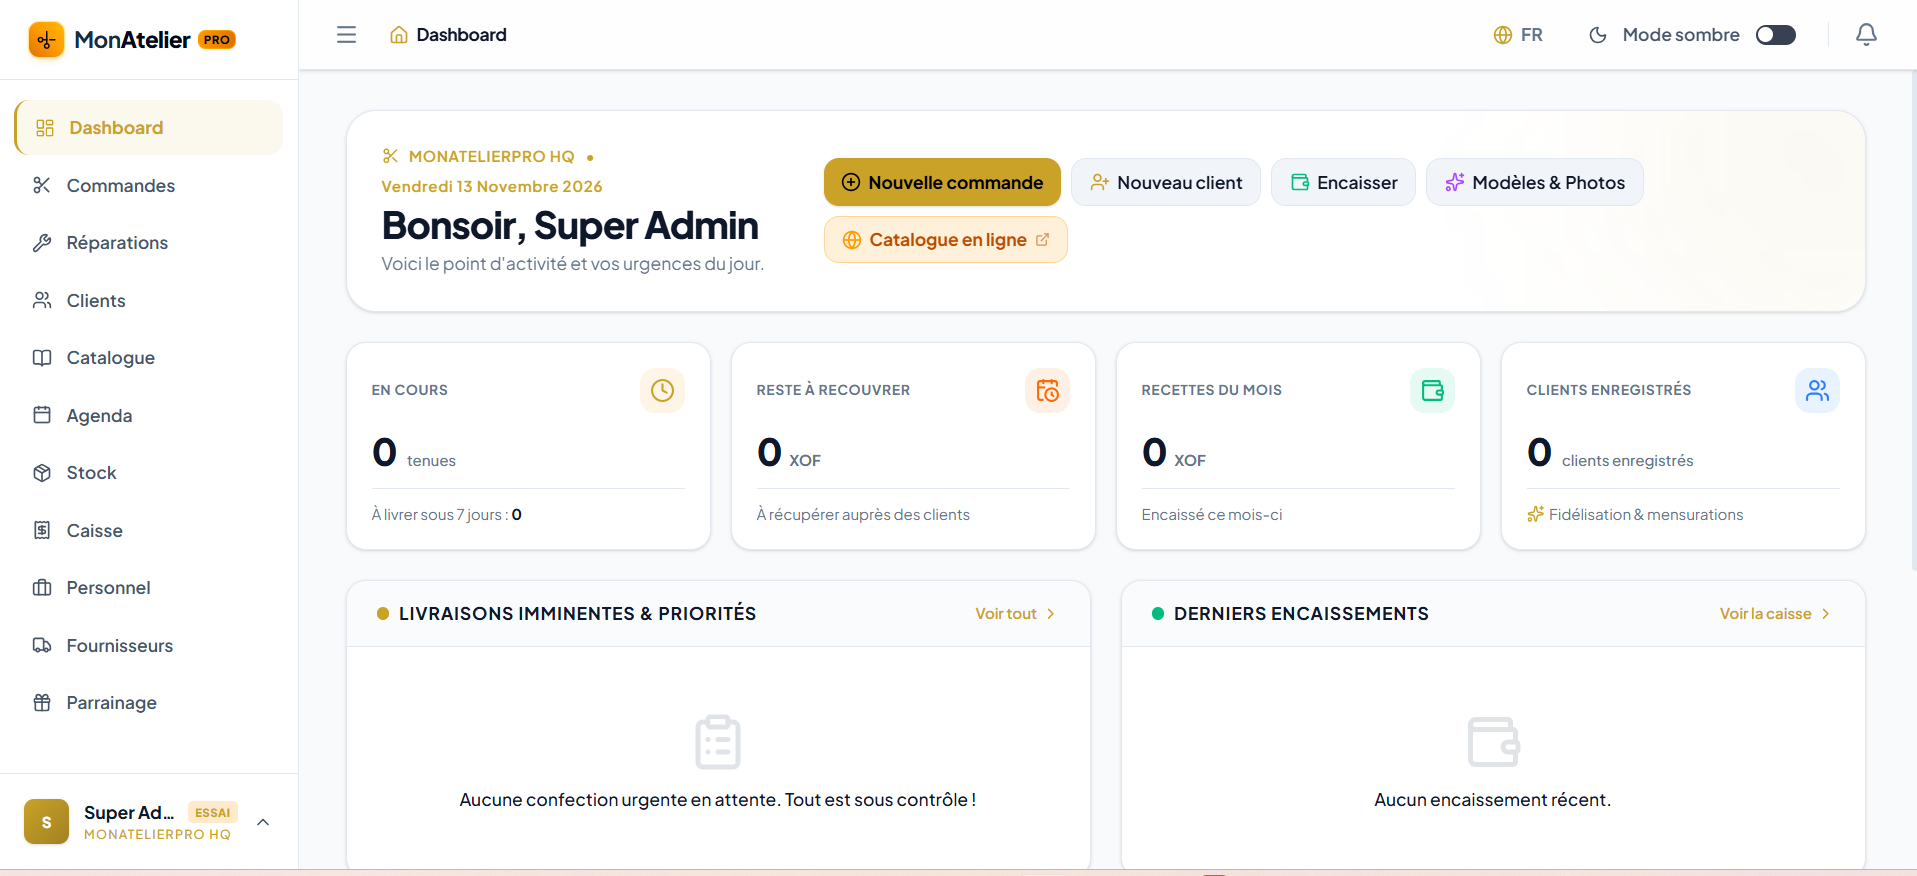 MonAtelier PRO
Dashboard
Commandes
Réparations
Clients
Catalogue
Agenda
Stock
Caisse
Personnel
Fournisseurs
Parrainage
S
Super Ad... ESSAI
MONATELIERPRO HQ
Dashboard
FR
Mode sombre
MONATELIERPRO HQ •
Vendredi 13 Novembre 2026
Bonsoir, Super Admin
Voici le point d'activité et vos urgences du jour.
Nouvelle commande
Nouveau client
Encaisser
Modèles & Photos
Catalogue en ligne
EN COURS
0 tenues
À livrer sous 7 jours : 0
RESTE À RECOUVRER
0 XOF
À récupérer auprès des clients
RECETTES DU MOIS
0 XOF
Encaissé ce mois-ci
CLIENTS ENREGISTRÉS
0 clients enregistrés
Fidélisation & mensurations
LIVRAISONS IMMINENTES & PRIORITÉS
Voir tout
Aucune confection urgente en attente. Tout est sous contrôle !
DERNIERS ENCAISSEMENTS
Voir la caisse
Aucun encaissement récent.